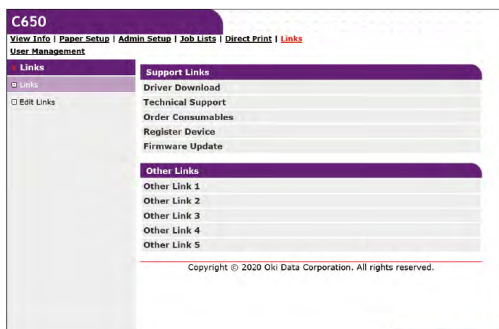 C650
View Info | Paper Setup | Admin Setup | Job Lists | Direct Print | Links
User Management
Links
Links
Edit Links
Support Links
Driver Download
Technical Support
Order Consumables
Register Device
Firmware Update
Other Links
Other Link 1
Other Link 2
Other Link 3
Other Link 4
Other Link 5
Copyright © 2020 Oki Data Corporation. All rights reserved.